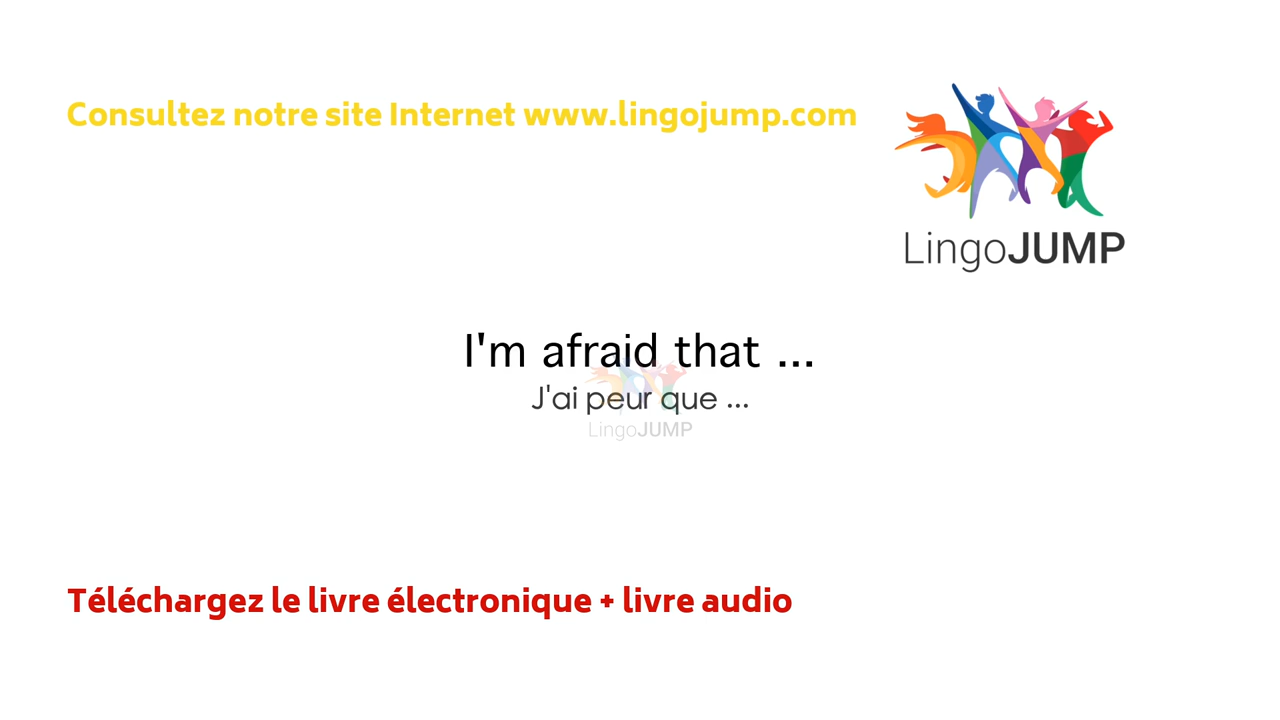 Consultez notre site Internet www.lingojump.com
LingoJUMP
I'm afraid that ...
J'ai peur que ...
LingoJUMP
Téléchargez le livre électronique + livre audio